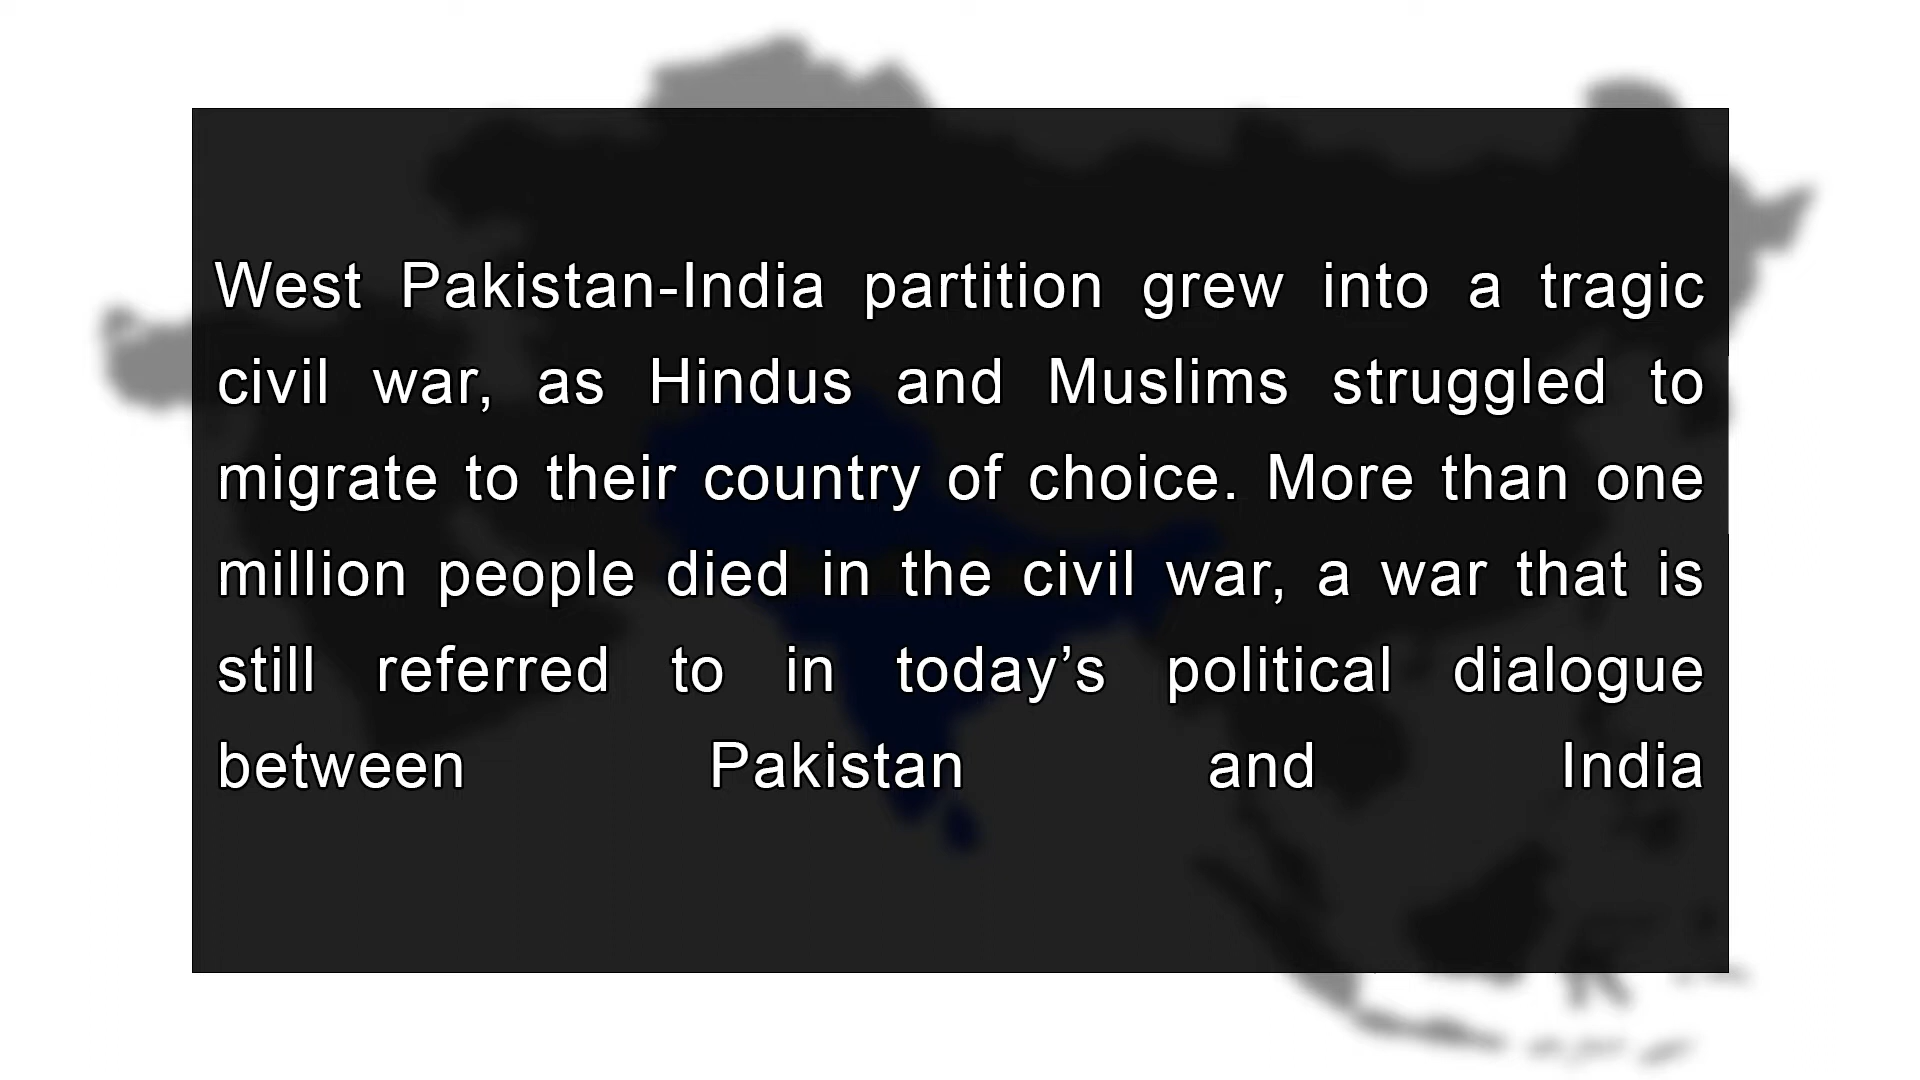 West Pakistan-India partition grew into a tragic
civil war, as Hindus and Muslims struggled to
migrate to their country of choice. More than one
million people died in the civil war, a war that is
still referred to in today’s political dialogue
between Pakistan and India